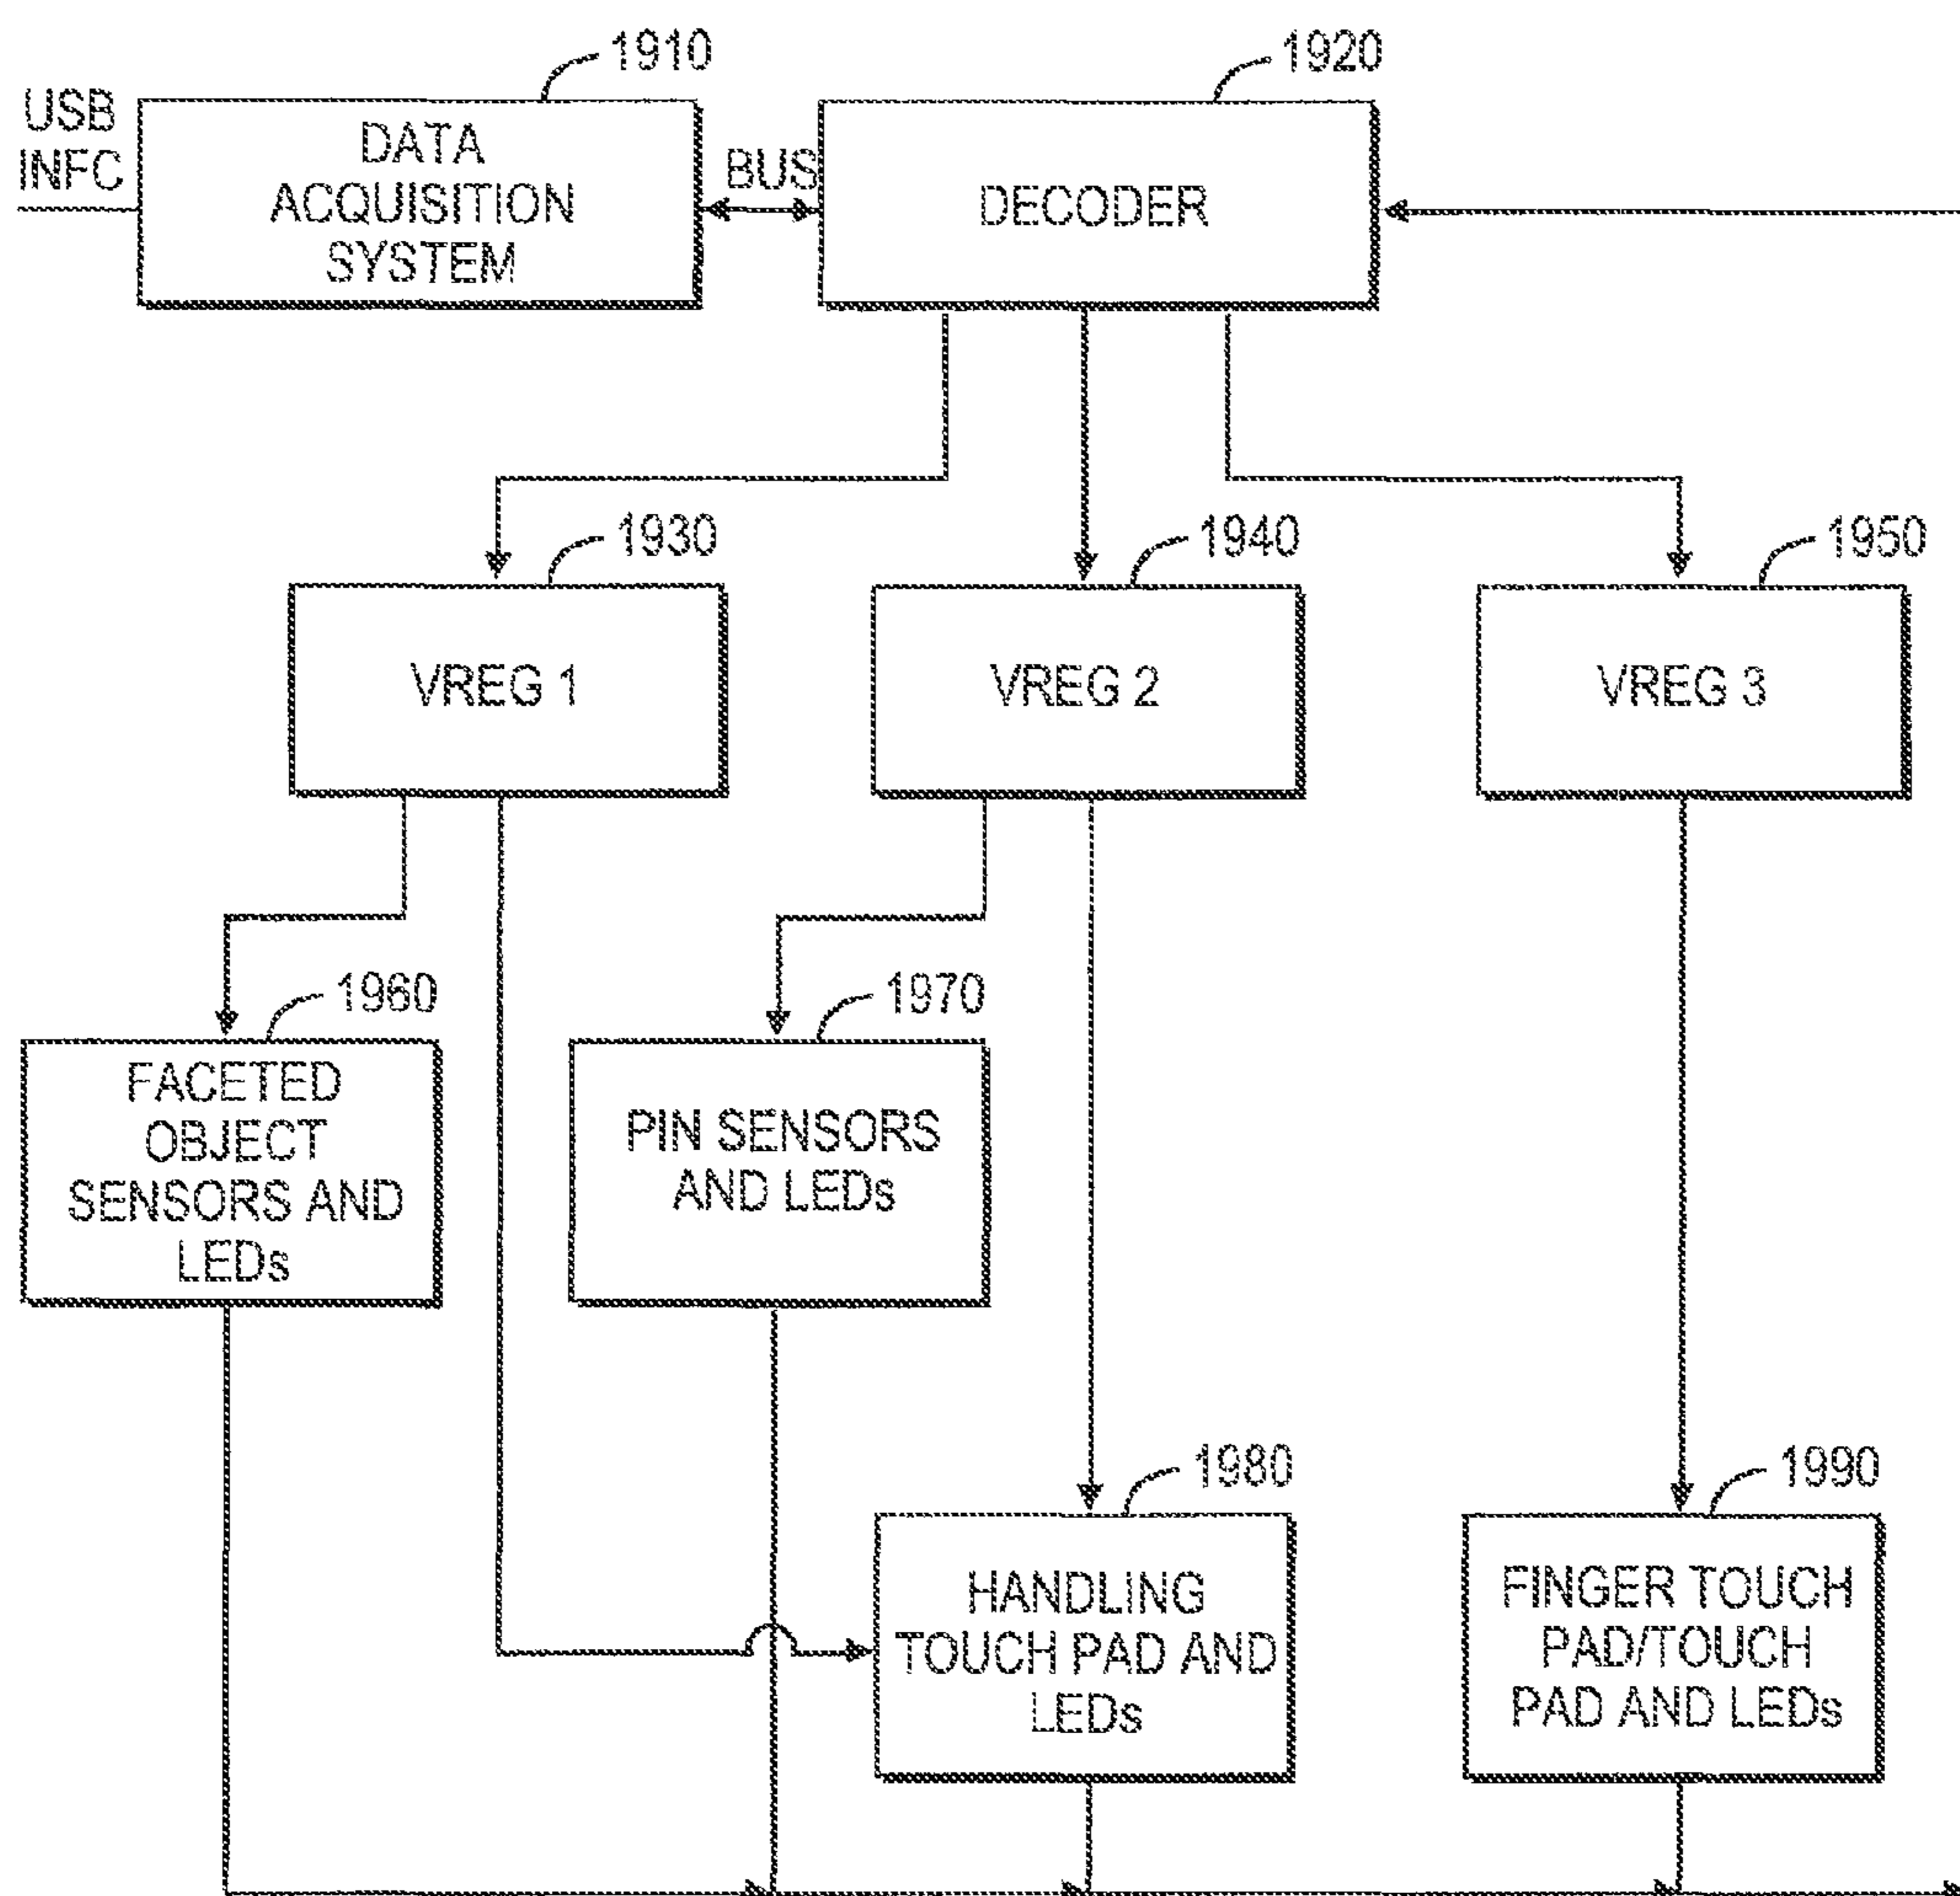 1910
1920
USB
INFC
DATA
ACQUISITION
SYSTEM
BUS
DECODER
1930
1940
1950
VREG 1
VREG 2
VREG 3
1960
1970
FACETED
OBJECT
SENSORS AND
LEDs
PIN SENSORS
AND LEDs
1980
1990
HANDLING
TOUCH PAD AND
LEDs
FINGER TOUCH
PAD/TOUCH
PAD AND LEDs